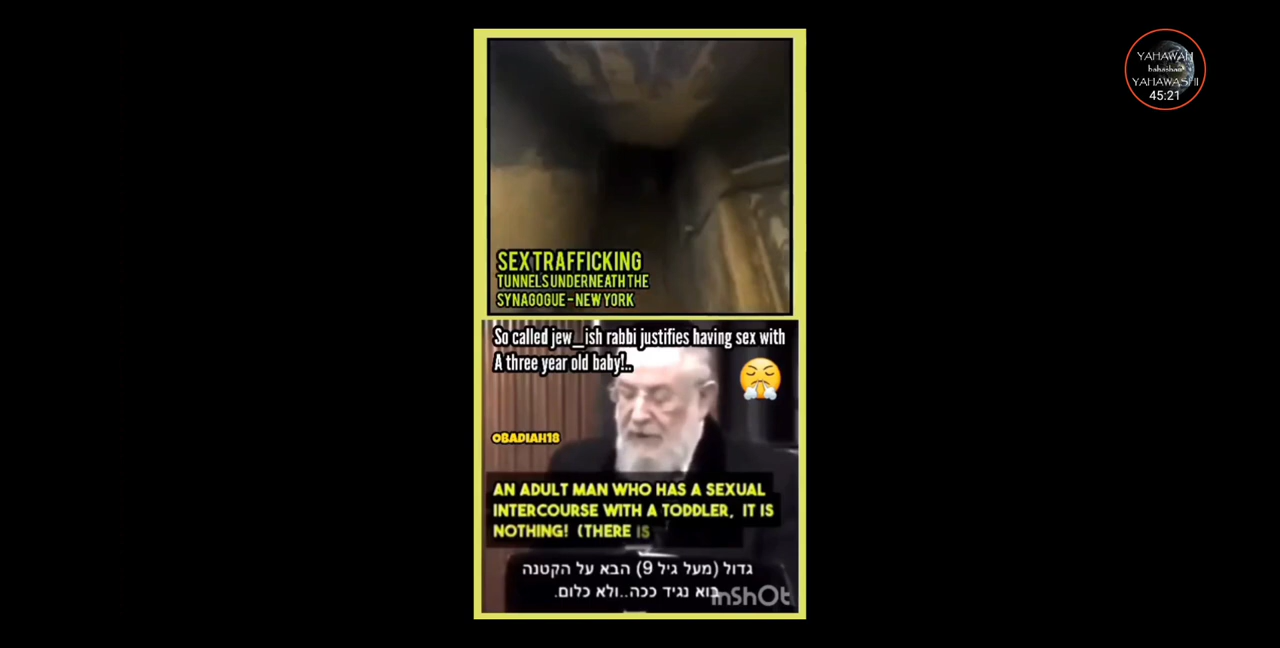 YAHAWAH
bahasham
YAHAWASHI
45:21
SEX TRAFFICKING
TUNNELS UNDERNEATH THE
SYNAGOGUE - NEW YORK
So called jew_ish rabbi justifies having sex with
A three year old baby!..
OBADIAH18
AN ADULT MAN WHO HAS A SEXUAL
INTERCOURSE WITH A TODDLER, IT IS
NOTHING! (THERE IS
גדול (מעל גיל 9) הבא על הקטנה
בוא נגיד ככה..ולא כלום.
InShOt